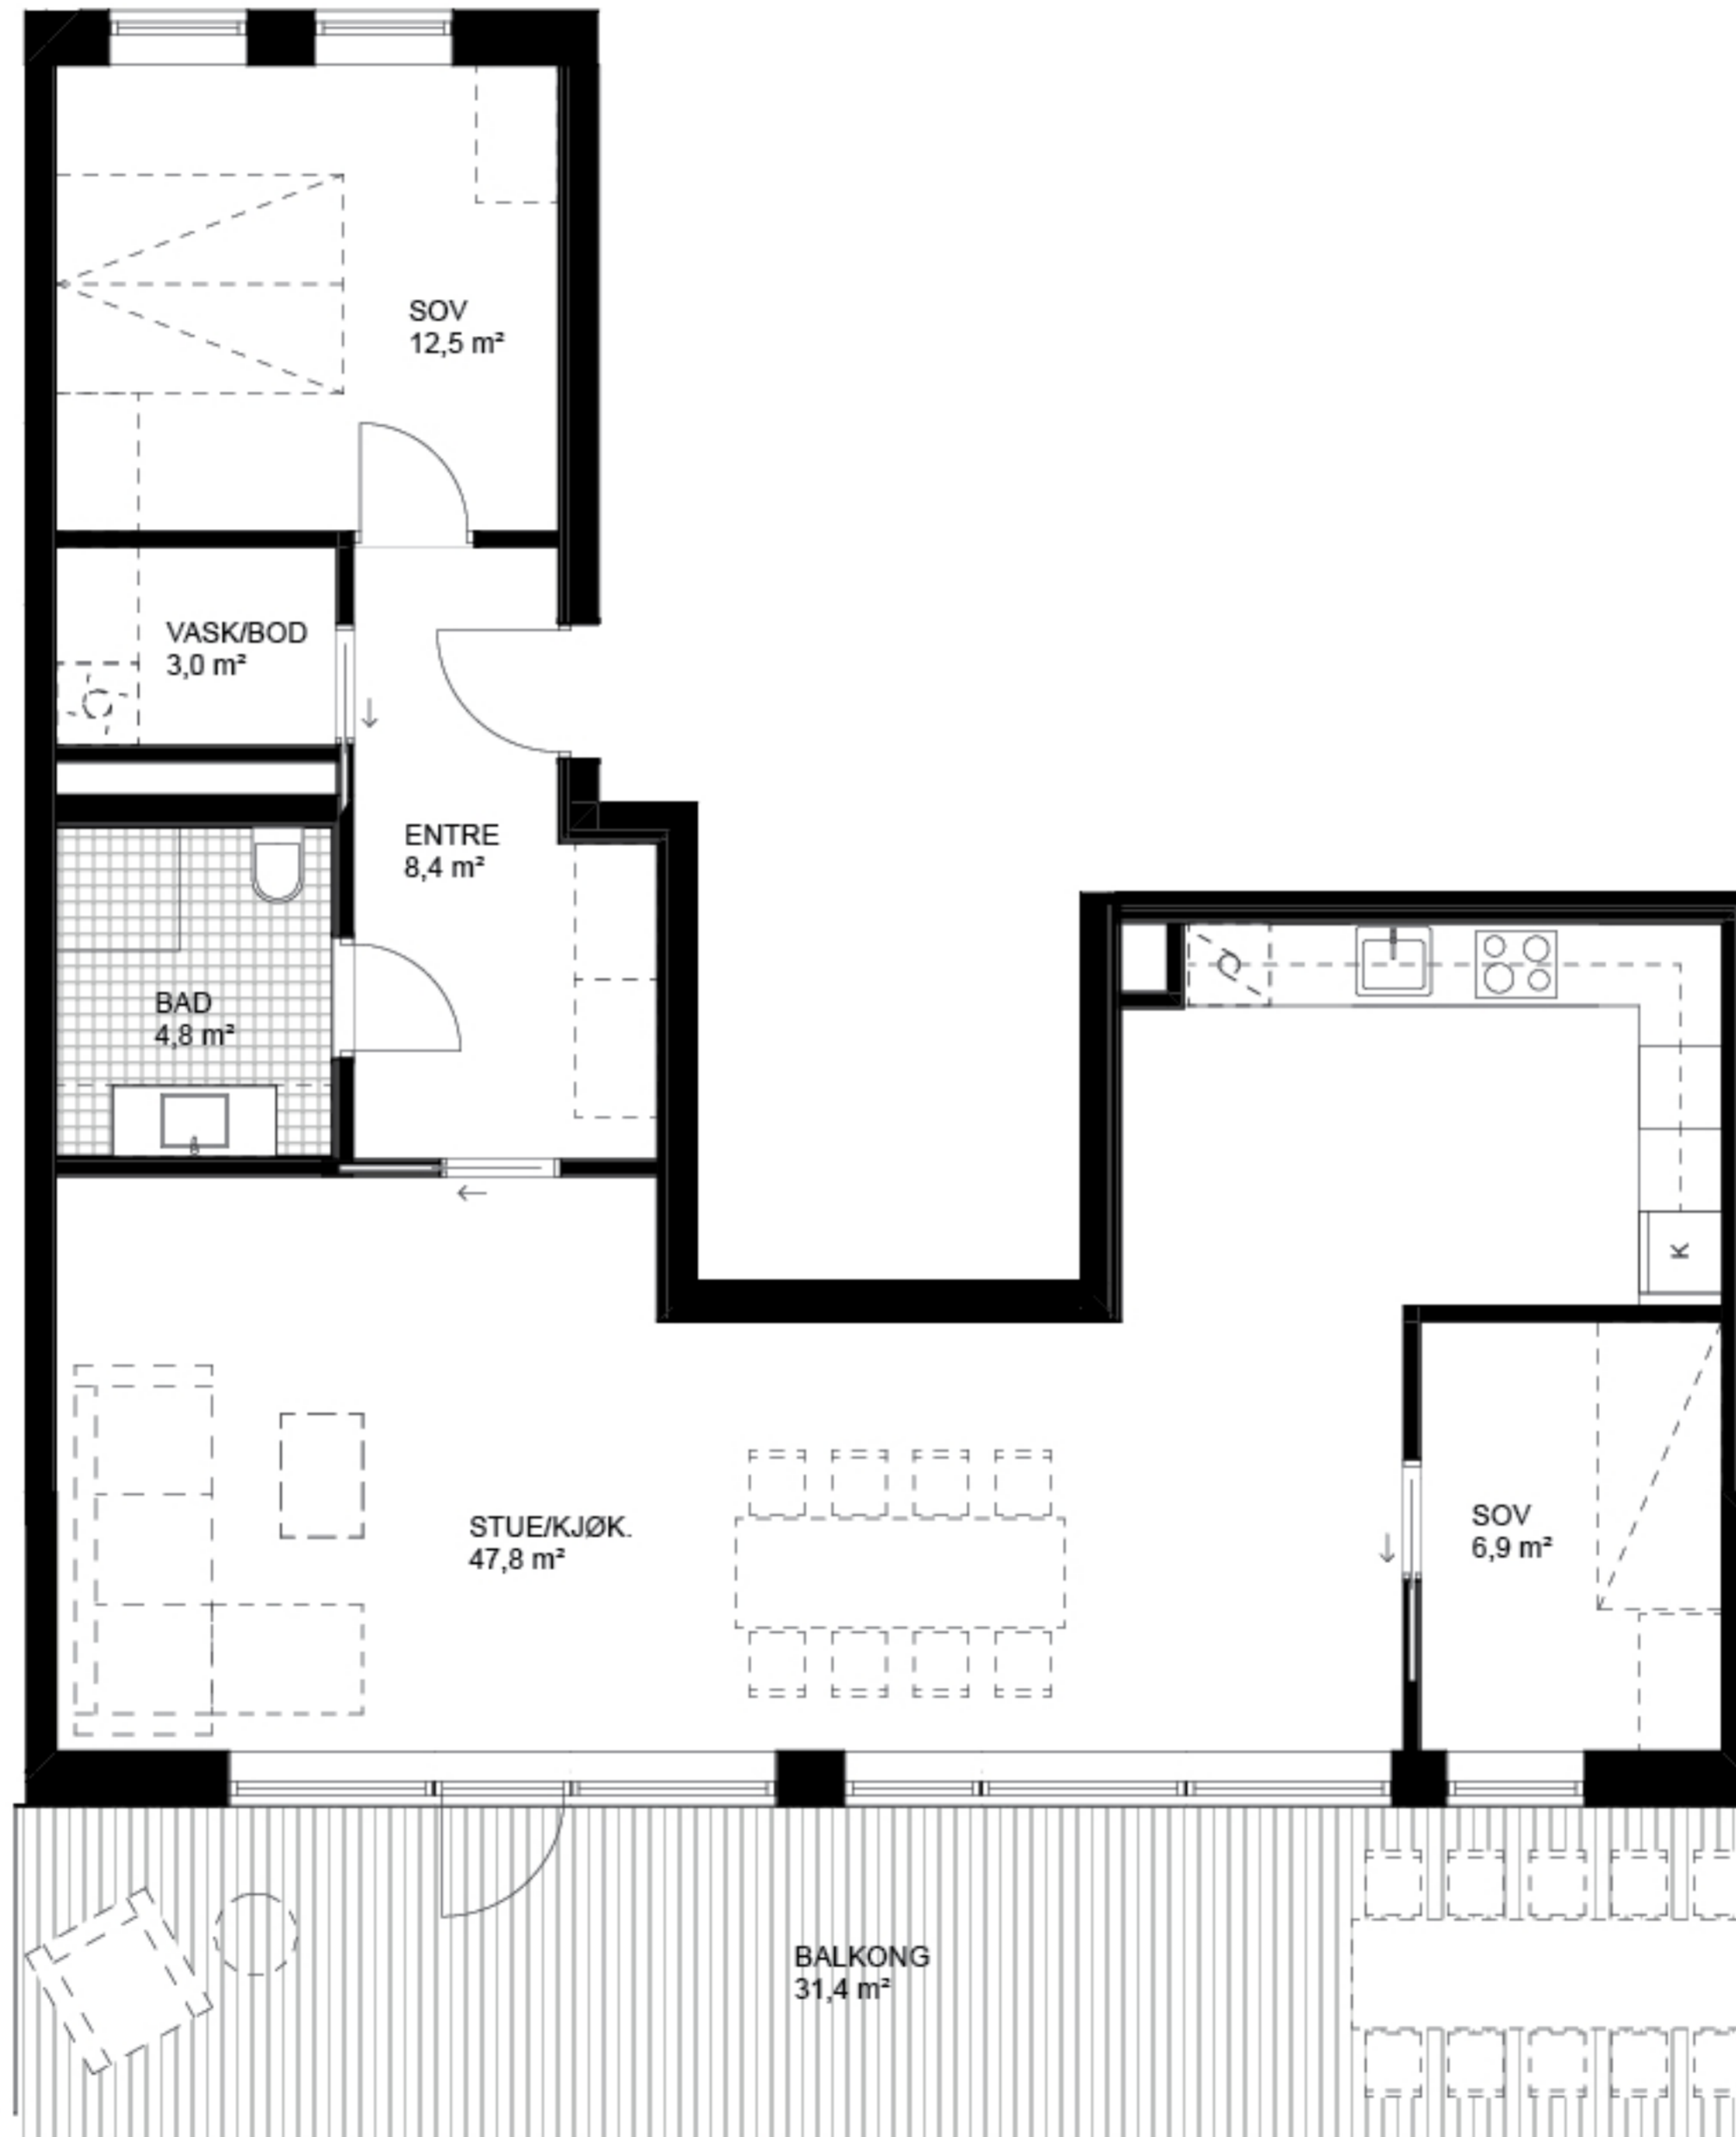 SOV
12,5 m²
VASK/BOD
3,0 m²
ENTRE
8,4 m²
BAD
4,8 m²
K
STUE/KJØK.
47,8 m²
SOV
6,9 m²
BALKONG
31,4 m²